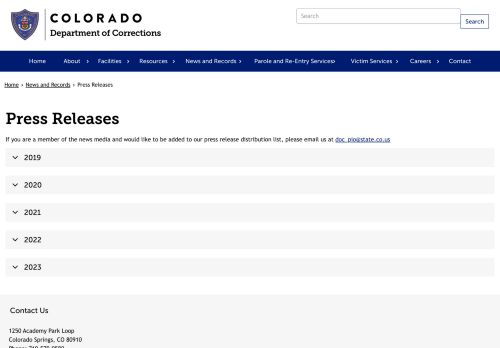 COLORADO
Department of Corrections
Search
Search
Home About Facilities Resources News and Records Parole and Re-Entry Services Victim Services Careers Contact
Home › News and Records › Press Releases
Press Releases
If you are a member of the news media and would like to be added to our press release distribution list, please email us at doc_pio@state.co.us
2019
2020
2021
2022
2023
Contact Us
1250 Academy Park Loop
Colorado Springs, CO 80910